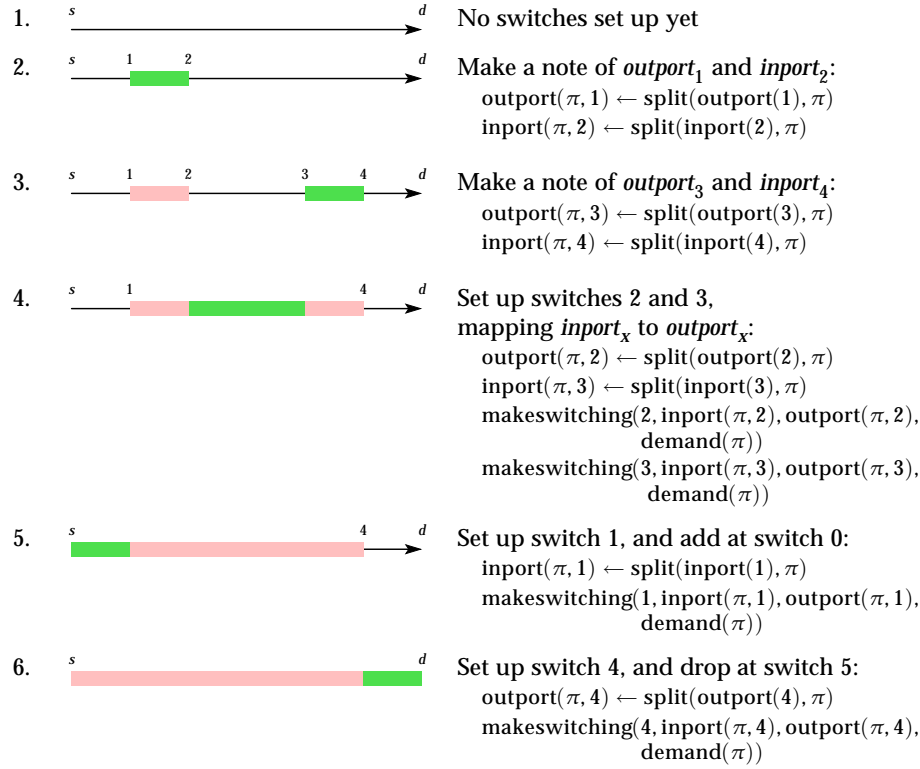 1. s d No switches set up yet
2. s 1 2 d Make a note of outport₁ and inport₂:
outport(π, 1) ← split(outport(1), π)
inport(π, 2) ← split(inport(2), π)
3. s 1 2 3 4 d Make a note of outport₃ and inport₄:
outport(π, 3) ← split(outport(3), π)
inport(π, 4) ← split(inport(4), π)
4. s 1 4 d Set up switches 2 and 3,
mapping inportₓ to outportₓ:
outport(π, 2) ← split(outport(2), π)
inport(π, 3) ← split(inport(3), π)
makeswitching(2, inport(π, 2), outport(π, 2),
demand(π))
makeswitching(3, inport(π, 3), outport(π, 3),
demand(π))
5. s 4 d Set up switch 1, and add at switch 0:
inport(π, 1) ← split(inport(1), π)
makeswitching(1, inport(π, 1), outport(π, 1),
demand(π))
6. s d Set up switch 4, and drop at switch 5:
outport(π, 4) ← split(outport(4), π)
makeswitching(4, inport(π, 4), outport(π, 4),
demand(π))